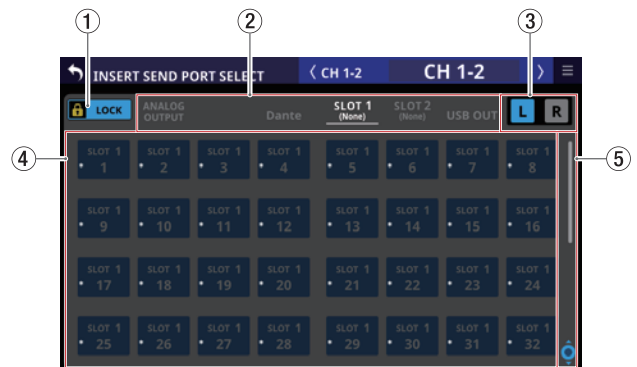 1 2 3
INSERT SEND PORT SELECT 〈 CH 1-2 CH 1-2 〉 ≡
LOCK ANALOG OUTPUT Dante SLOT 1 (None) SLOT 2 (None) USB OUT L R
4 5
SLOT 1 SLOT 1 SLOT 1 SLOT 1 SLOT 1 SLOT 1 SLOT 1 SLOT 1
1 2 3 4 5 6 7 8
SLOT 1 SLOT 1 SLOT 1 SLOT 1 SLOT 1 SLOT 1 SLOT 1 SLOT 1
9 10 11 12 13 14 15 16
SLOT 1 SLOT 1 SLOT 1 SLOT 1 SLOT 1 SLOT 1 SLOT 1 SLOT 1
17 18 19 20 21 22 23 24
SLOT 1 SLOT 1 SLOT 1 SLOT 1 SLOT 1 SLOT 1 SLOT 1 SLOT 1
25 26 27 28 29 30 31 32